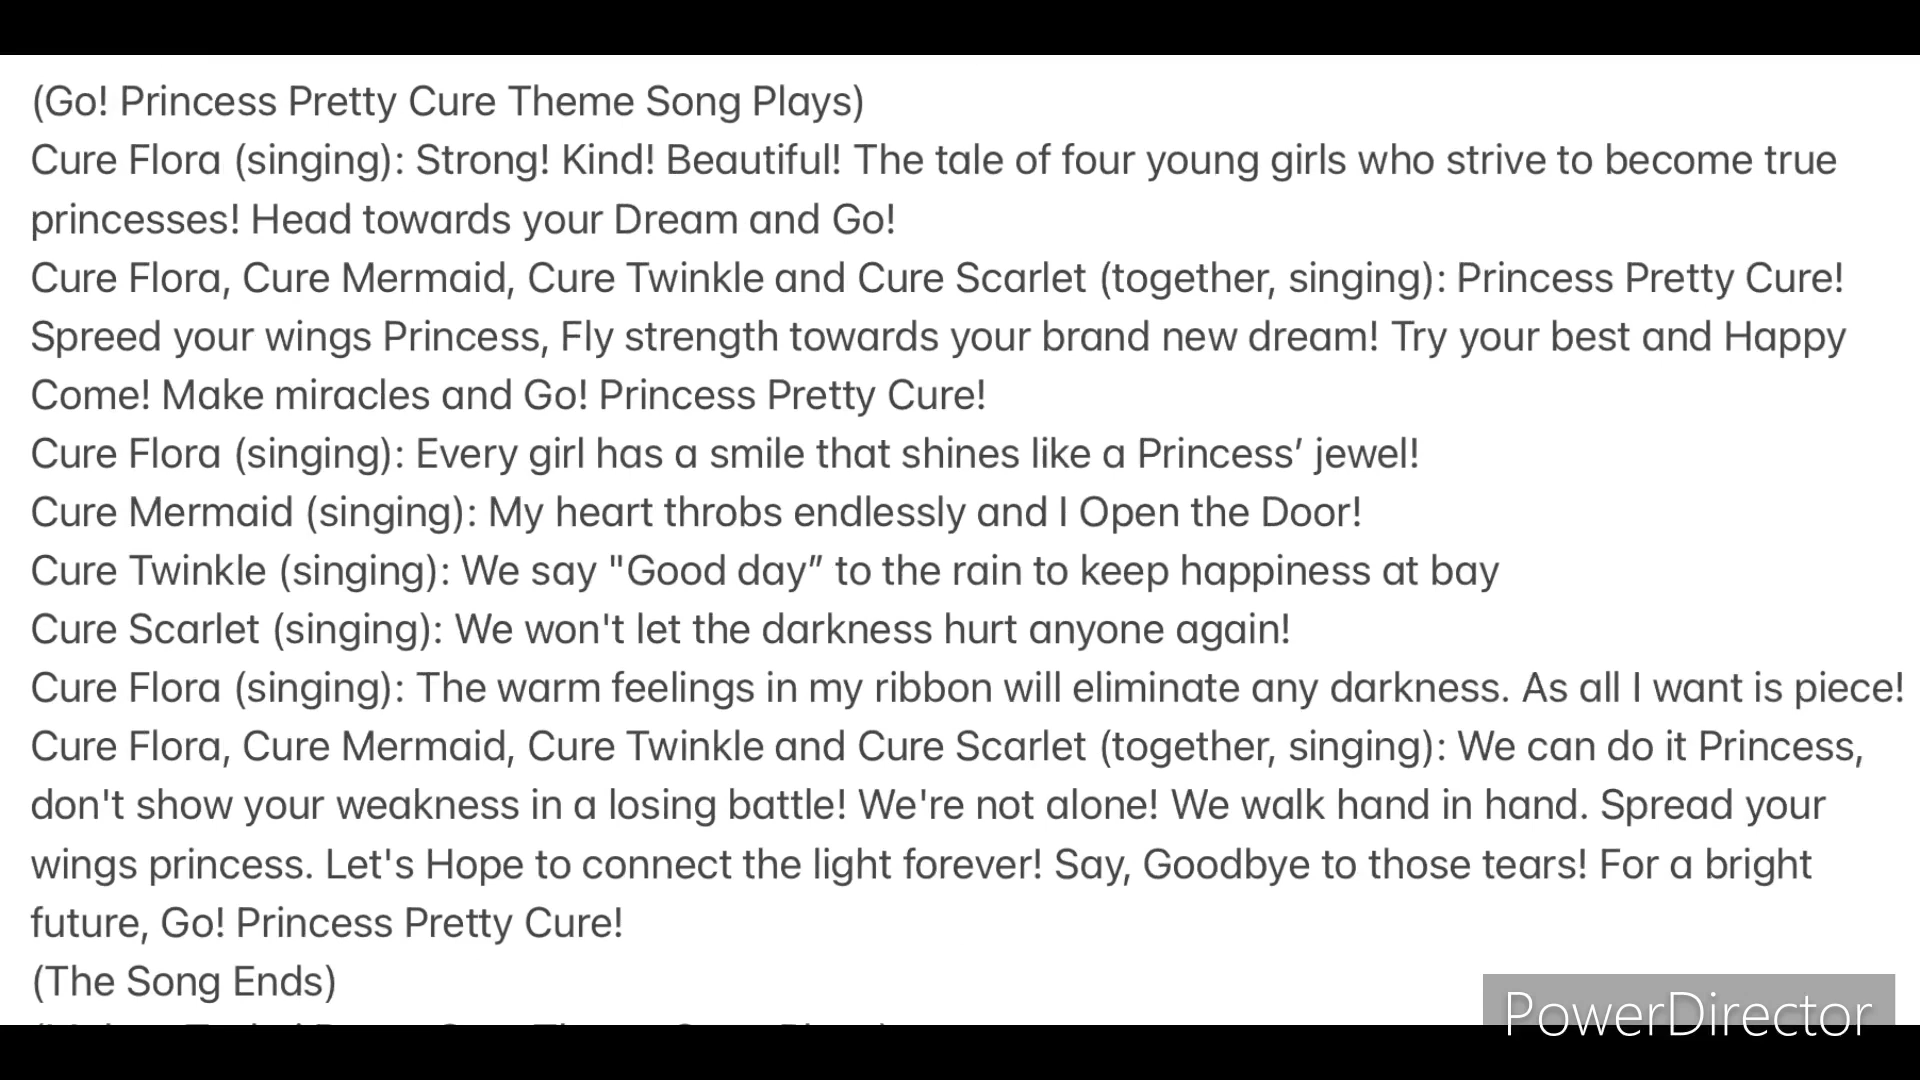 (Go! Princess Pretty Cure Theme Song Plays)
Cure Flora (singing): Strong! Kind! Beautiful! The tale of four young girls who strive to become true
princesses! Head towards your Dream and Go!
Cure Flora, Cure Mermaid, Cure Twinkle and Cure Scarlet (together, singing): Princess Pretty Cure!
Spreed your wings Princess, Fly strength towards your brand new dream! Try your best and Happy
Come! Make miracles and Go! Princess Pretty Cure!
Cure Flora (singing): Every girl has a smile that shines like a Princess’ jewel!
Cure Mermaid (singing): My heart throbs endlessly and I Open the Door!
Cure Twinkle (singing): We say "Good day” to the rain to keep happiness at bay
Cure Scarlet (singing): We won't let the darkness hurt anyone again!
Cure Flora (singing): The warm feelings in my ribbon will eliminate any darkness. As all I want is piece!
Cure Flora, Cure Mermaid, Cure Twinkle and Cure Scarlet (together, singing): We can do it Princess,
don't show your weakness in a losing battle! We're not alone! We walk hand in hand. Spread your
wings princess. Let's Hope to connect the light forever! Say, Goodbye to those tears! For a bright
future, Go! Princess Pretty Cure!
(The Song Ends)
PowerDirector